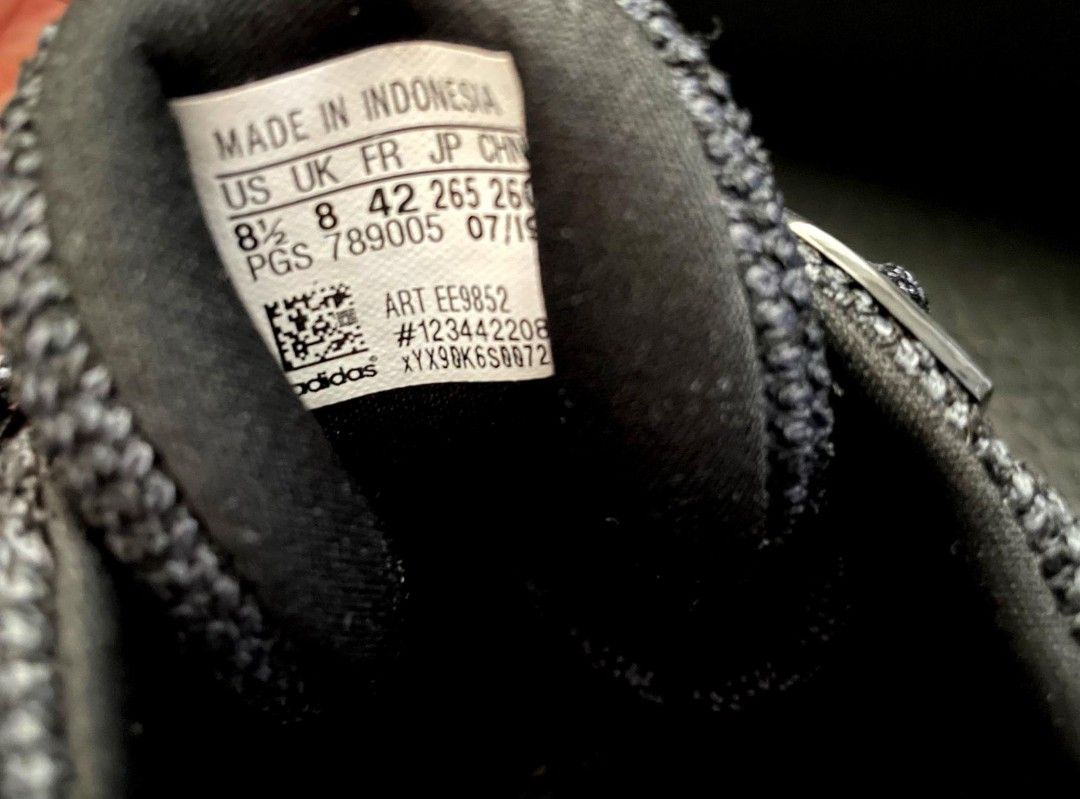 MADE IN INDONESIA
US UK FR JP CHN
8½ 8 42 265
PGS 789005 07/19
ART EE9852
#123442208
xYX90K6S0072
adidas